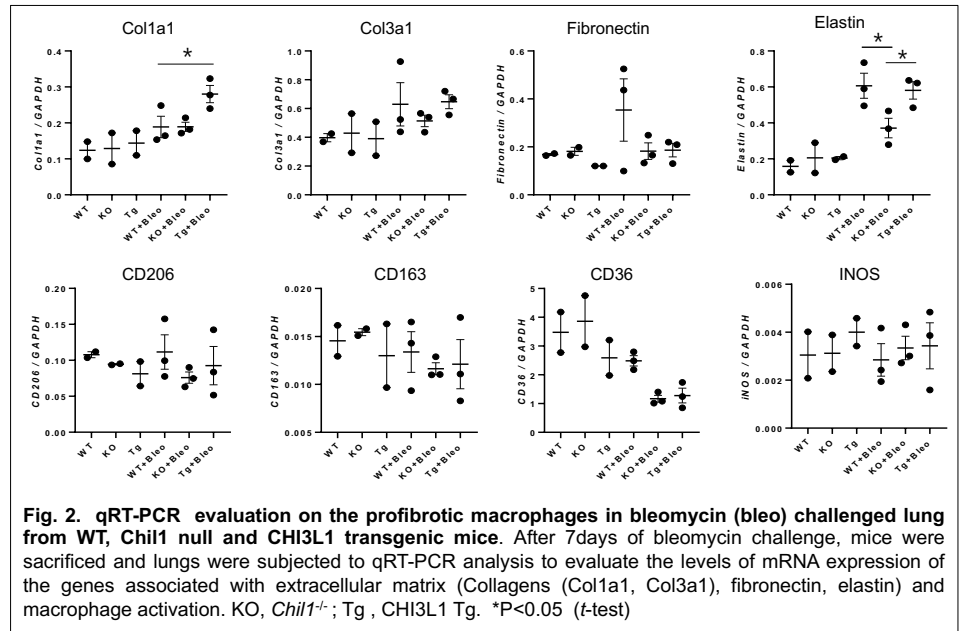 Col1a1
Col3a1
Fibronectin
Elastin
Col1a1 / GAPDH
0.4
0.3
0.2
0.1
0.0
*
WT
KO
Tg
WT+Bleo
KO+Bleo
Tg+Bleo
Col3a1 / GAPDH
1.0
0.8
0.6
0.4
0.2
0.0
WT
KO
Tg
WT+Bleo
KO+Bleo
Tg+Bleo
Fibronectin / GAPDH
0.6
0.4
0.2
0.0
WT
KO
Tg
WT+Bleo
KO+Bleo
Tg+Bleo
Elastin / GAPDH
1.0
0.8
0.6
0.4
0.2
0.0
*
*
WT
KO
Tg
WT+Bleo
KO+Bleo
Tg+Bleo
CD206
CD163
CD36
INOS
CD206 / GAPDH
0.20
0.15
0.10
0.05
0.00
WT
KO
Tg
WT+Bleo
KO+Bleo
Tg+Bleo
CD163 / GAPDH
0.020
0.015
0.010
0.005
WT
KO
Tg
WT+Bleo
KO+Bleo
Tg+Bleo
CD36 / GAPDH
5
4
3
2
1
0
WT
KO
Tg
WT+Bleo
KO+Bleo
Tg+Bleo
iNOS / GAPDH
0.006
0.004
0.002
0.000
WT
KO
Tg
WT+Bleo
KO+Bleo
Tg+Bleo
Fig. 2. qRT-PCR evaluation on the profibrotic macrophages in bleomycin (bleo) challenged lung
from WT, Chil1 null and CHI3L1 transgenic mice. After 7days of bleomycin challenge, mice were
sacrificed and lungs were subjected to qRT-PCR analysis to evaluate the levels of mRNA expression of
the genes associated with extracellular matrix (Collagens (Col1a1, Col3a1), fibronectin, elastin) and
macrophage activation. KO, Chil1-/- ; Tg , CHI3L1 Tg. *P<0.05 (t-test)